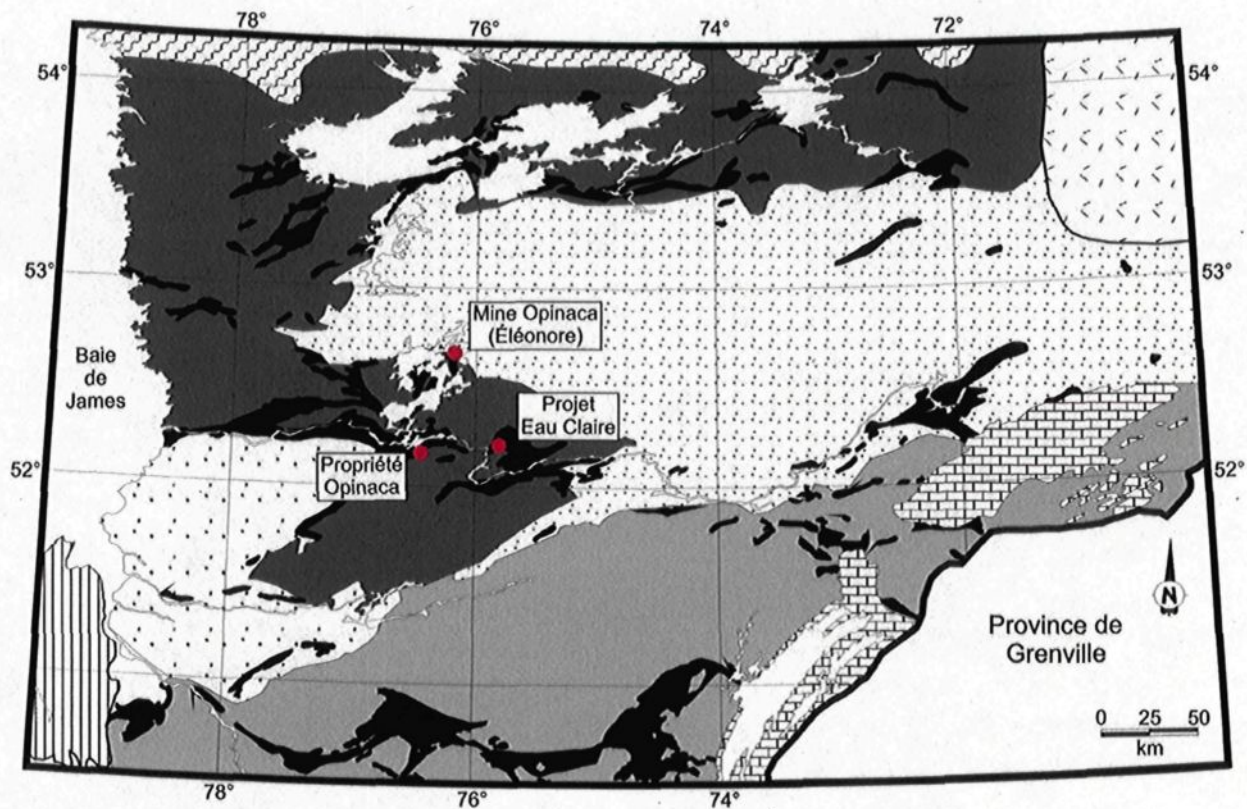 78°
76°
74°
72°
54°
54°
53°
53°
Mine Opinaca
(Éléonore)
Baie
de
James
Projet
Eau Claire
Propriété
Opinaca
52°
52°
N
Province de
Grenville
0 25 50
km
78°
76°
74°